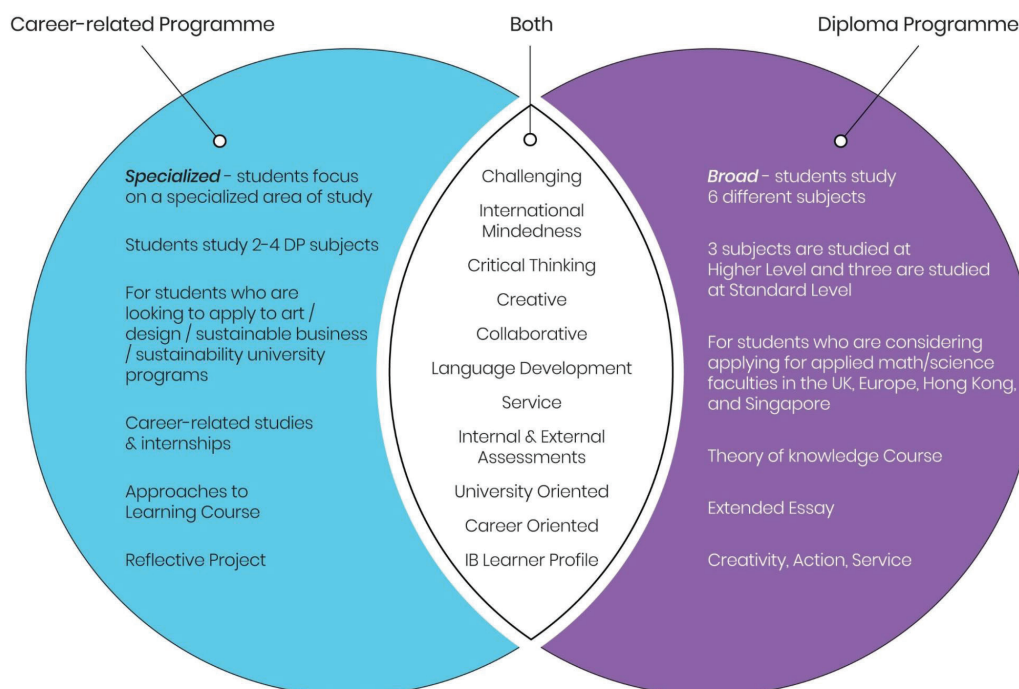 Career-related Programme
Both
Diploma Programme
Specialized - students focus
on a specialized area of study
Students study 2-4 DP subjects
For students who are
looking to apply to art /
design / sustainable business
/ sustainability university
programs
Career-related studies
& internships
Approaches to
Learning Course
Reflective Project
Challenging
International
Mindedness
Critical Thinking
Creative
Collaborative
Language Development
Service
Internal & External
Assessments
University Oriented
Career Oriented
IB Learner Profile
Broad - students study
6 different subjects
3 subjects are studied at
Higher Level and three are studied
at Standard Level
For students who are considering
applying for applied math/science
faculties in the UK, Europe, Hong Kong,
and Singapore
Theory of knowledge Course
Extended Essay
Creativity, Action, Service